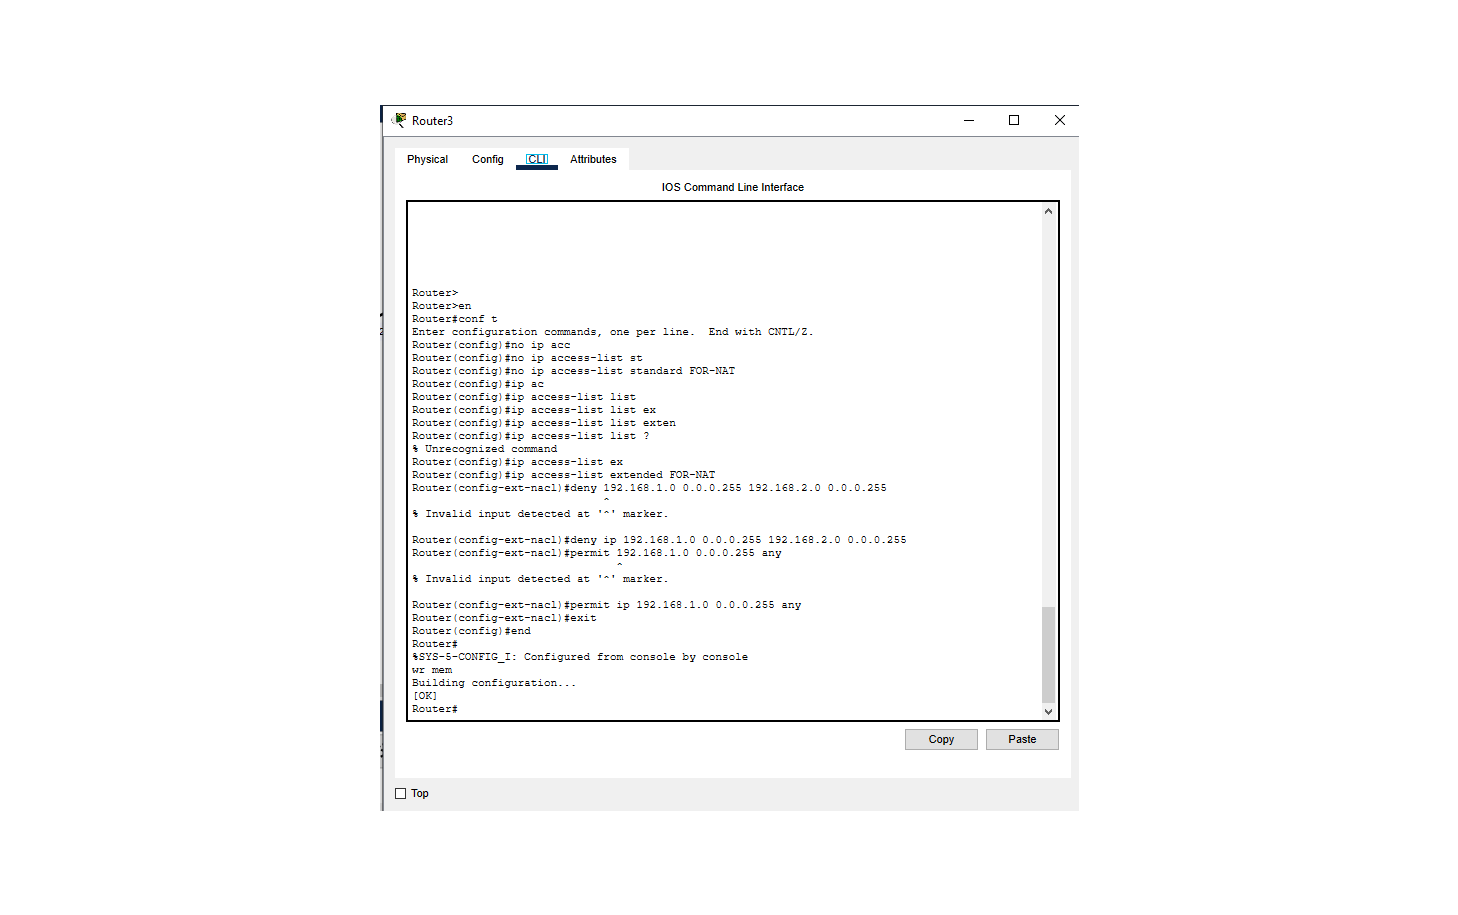 Router3
Physical Config CLI Attributes
IOS Command Line Interface
Router>
Router>en
Router#conf t
Enter configuration commands, one per line.  End with CNTL/Z.
Router(config)#no ip acc
Router(config)#no ip access-list st
Router(config)#no ip access-list standard FOR-NAT
Router(config)#ip ac
Router(config)#ip access-list list
Router(config)#ip access-list list ex
Router(config)#ip access-list list exten
Router(config)#ip access-list list ?
% Unrecognized command
Router(config)#ip access-list ex
Router(config)#ip access-list extended FOR-NAT
Router(config-ext-nacl)#deny 192.168.1.0 0.0.0.255 192.168.2.0 0.0.0.255
^
% Invalid input detected at '^' marker.
Router(config-ext-nacl)#deny ip 192.168.1.0 0.0.0.255 192.168.2.0 0.0.0.255
Router(config-ext-nacl)#permit 192.168.1.0 0.0.0.255 any
^
% Invalid input detected at '^' marker.
Router(config-ext-nacl)#permit ip 192.168.1.0 0.0.0.255 any
Router(config-ext-nacl)#exit
Router(config)#end
Router#
%SYS-5-CONFIG_I: Configured from console by console
wr mem
Building configuration...
[OK]
Router#
Copy Paste
Top